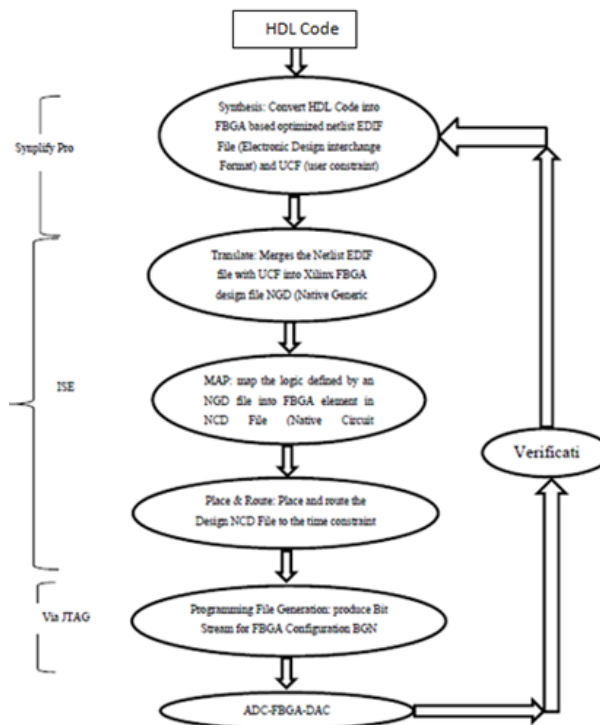 HDL Code
Synthesis: Convert HDL Code into
FBGA based optimized netlist EDIF
File (Electronic Design interchange
Format) and UCF (user constraint)
Synplify Pro
Translate: Merges the Netlist EDIF
file with UCF into Xilinx FBGA
design file NGD (Native Generic
ISE
MAP: map the logic defined by an
NGD file into FBGA element in
NCD File (Native Circuit
Verificati
Place & Route: Place and route the
Design NCD File to the time constraint
Via JTAG
Programming File Generation: produce Bit
Stream for FBGA Configuration BGN
ADC-FBGA-DAC